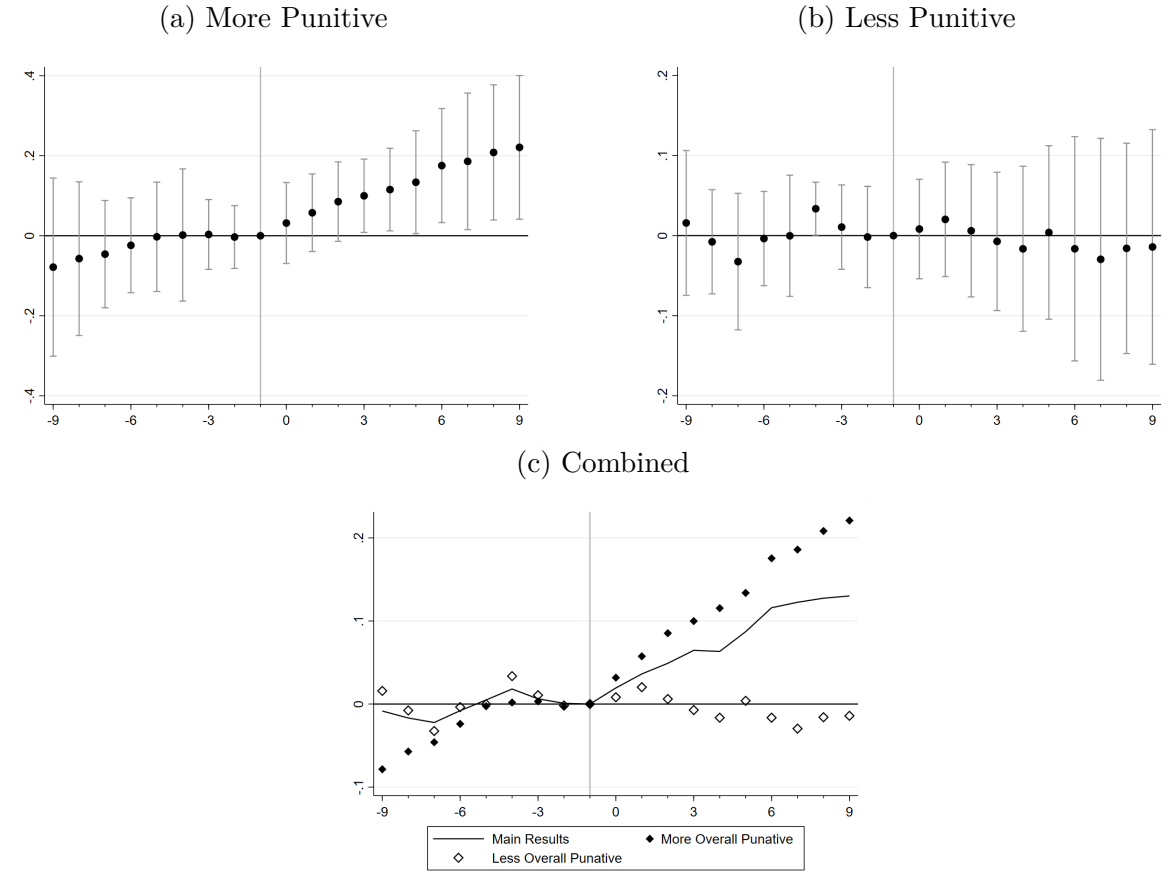 (a) More Punitive
(b) Less Punitive
.4
.2
0
-.2
-.4
-9 -6 -3 0 3 6 9
.2
.1
0
-.1
-.2
-9 -6 -3 0 3 6 9
(c) Combined
.2
.1
0
-.1
-9 -6 -3 0 3 6 9
Main Results
More Overall Punative
Less Overall Punative